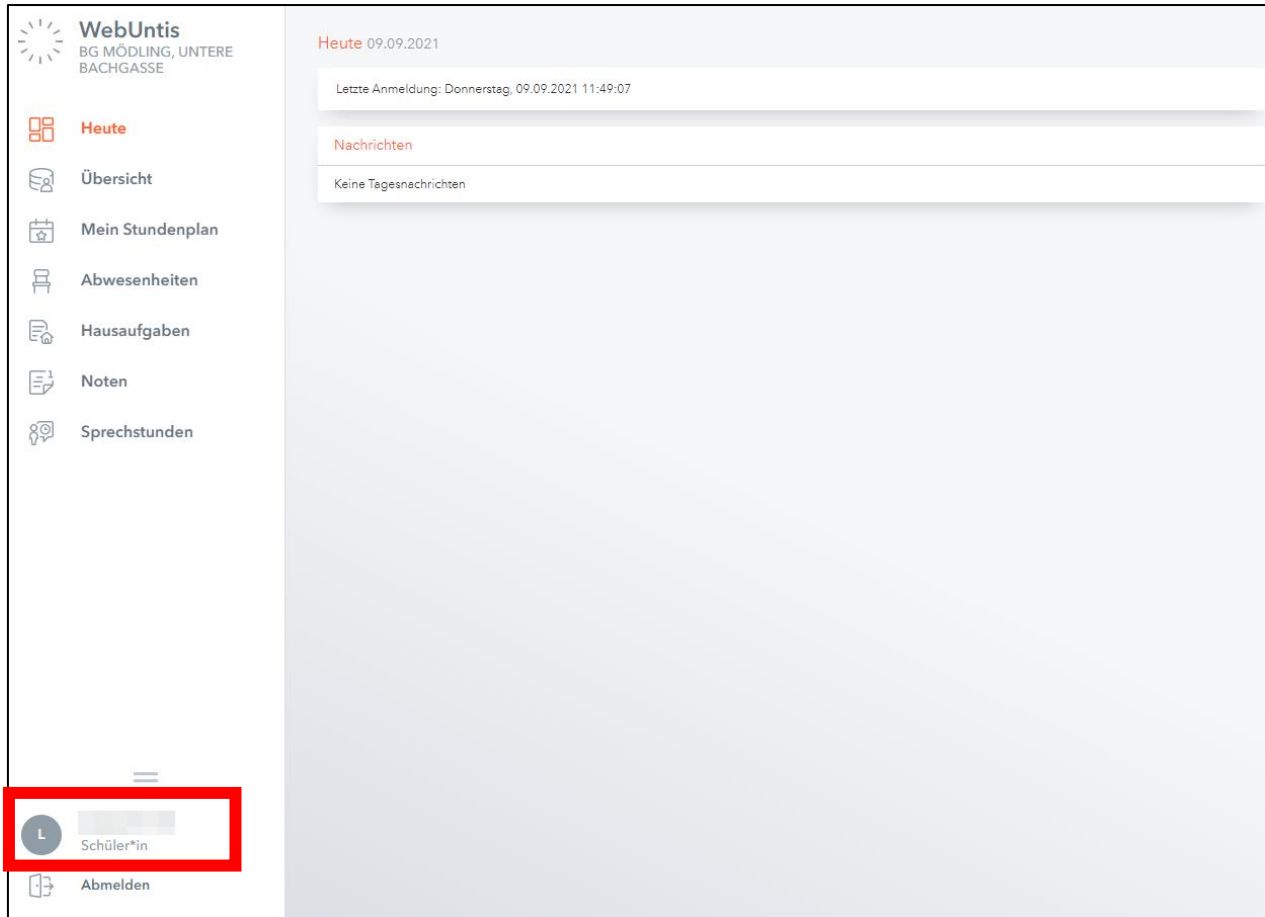 WebUntis
BG MÖDLING, UNTERE
BACHGASSE
Heute
Übersicht
Mein Stundenplan
Abwesenheiten
Hausaufgaben
Noten
Sprechstunden
L
Schüler*in
Abmelden
Heute 09.09.2021
Letzte Anmeldung: Donnerstag, 09.09.2021 11:49:07
Nachrichten
Keine Tagesnachrichten